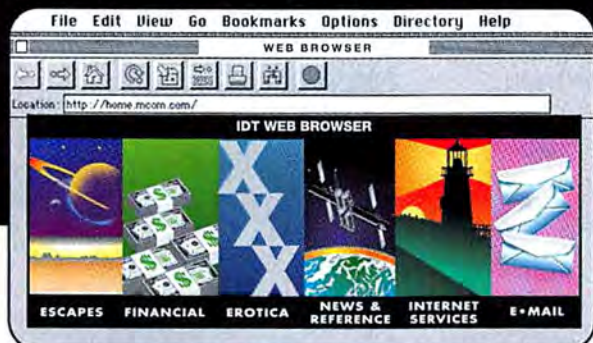 File Edit View Go Bookmarks Options Directory Help
WEB BROWSER
Location: http://home.mcom.com/
IDT WEB BROWSER
XXX
ESCAPES FINANCIAL EROTICA NEWS & REFERENCE INTERNET SERVICES E•MAIL